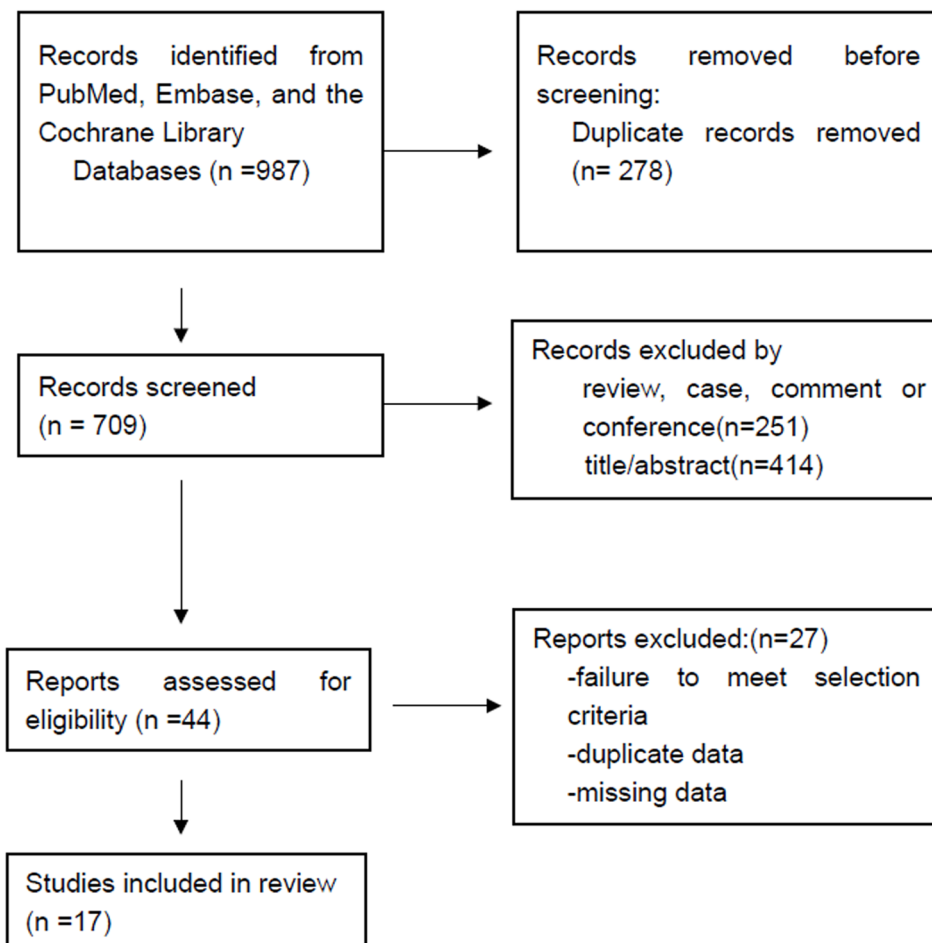 Records identified from
PubMed, Embase, and the
Cochrane Library
Databases (n =987)
Records removed before
screening:
Duplicate records removed
(n= 278)
Records screened
(n = 709)
Records excluded by
review, case, comment or
conference(n=251)
title/abstract(n=414)
Reports assessed for
eligibility (n =44)
Reports excluded:(n=27)
-failure to meet selection
criteria
-duplicate data
-missing data
Studies included in review
(n =17)